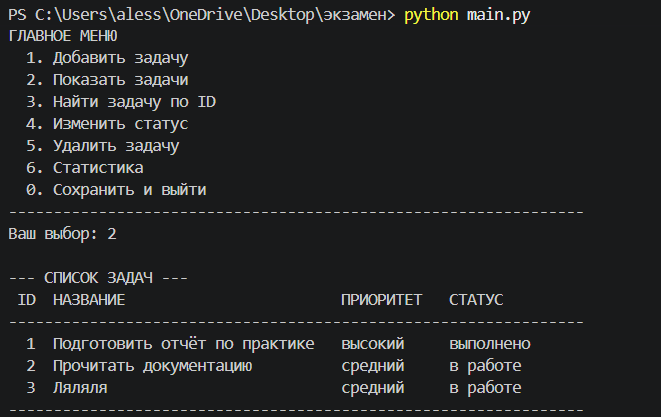 PS C:\Users\aless\OneDrive\Desktop\экзамен> python main.py
ГЛАВНОЕ МЕНЮ
  1. Добавить задачу
  2. Показать задачи
  3. Найти задачу по ID
  4. Изменить статус
  5. Удалить задачу
  6. Статистика
  0. Сохранить и выйти
----------------------------------------------------------------
Ваш выбор: 2

--- СПИСОК ЗАДАЧ ---
 ID  НАЗВАНИЕ                        ПРИОРИТЕТ   СТАТУС
----------------------------------------------------------------
  1  Подготовить отчёт по практике   высокий     выполнено
  2  Прочитать документацию          средний     в работе
  3  Ляляля                          средний     в работе
----------------------------------------------------------------